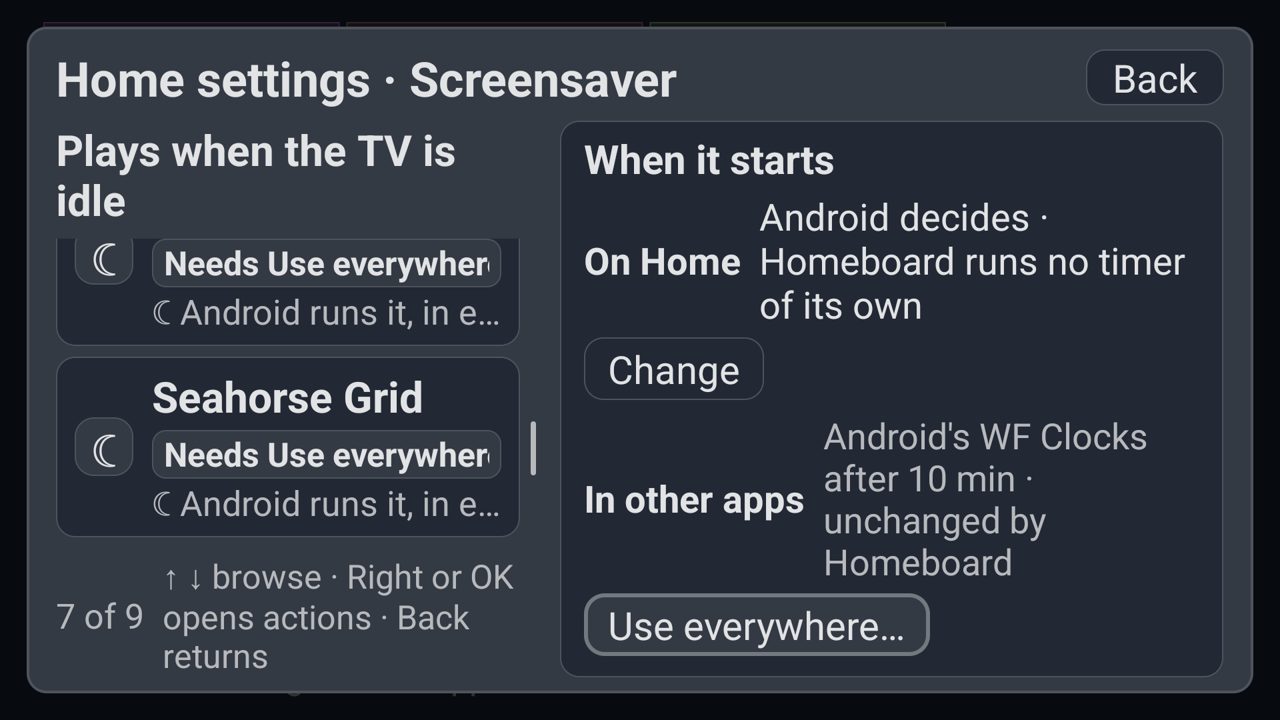 Home settings · Screensaver
Back
Plays when the TV is
idle
☾
Needs Use everywher
☾ Android runs it, in e…
Seahorse Grid
☾
Needs Use everywher
☾ Android runs it, in e…
7 of 9
↑ ↓ browse · Right or OK
opens actions · Back
returns
When it starts
On Home
Android decides ·
Homeboard runs no timer
of its own
Change
In other apps
Android's WF Clocks
after 10 min ·
unchanged by
Homeboard
Use everywhere…